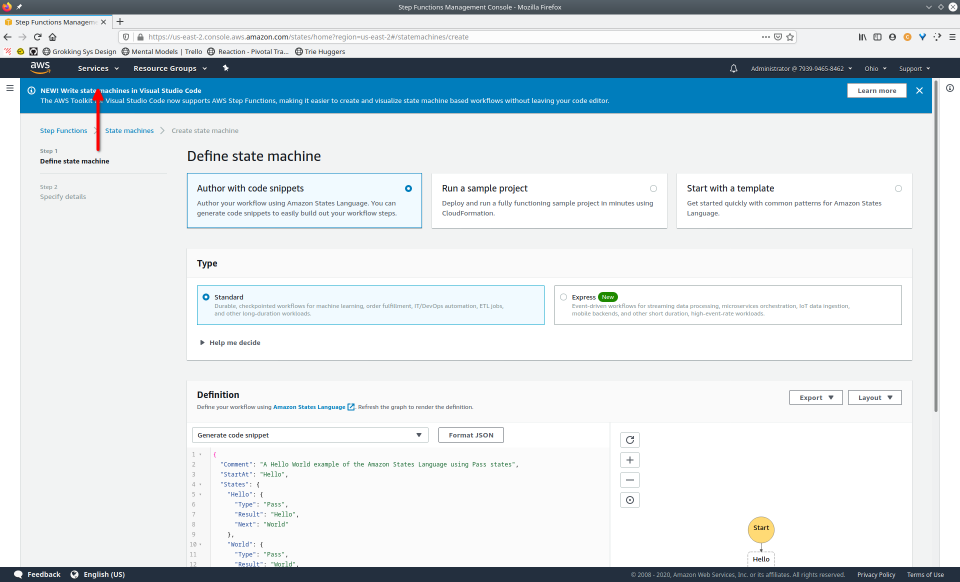 Step Functions Management Console - Mozilla Firefox
Step Functions Managem
https://us-east-2.console.aws.amazon.com/states/home?region=us-east-2#/statemachines/create
Grokking Sys Design
Mental Models | Trello
Reaction - Pivotal Tra...
Trie Huggers
aws
Services
Resource Groups
Administrator @ 7939-9465-8462
Ohio
Support
NEW! Write state machines in Visual Studio Code
The AWS Toolkit Visual Studio Code now supports AWS Step Functions, making it easier to create and visualize state machine based workflows without leaving your code editor.
Learn more
Step Functions
State machines
Create state machine
Step 1
Define state machine
Step 2
Specify details
Define state machine
Author with code snippets
Author your workflow using Amazon States Language. You can
generate code snippets to easily build out your workflow steps.
Run a sample project
Deploy and run a fully functioning sample project in minutes using
CloudFormation.
Start with a template
Get started quickly with common patterns for Amazon States
Language.
Type
Standard
Durable, checkpointed workflows for machine learning, order fulfillment, IT/DevOps automation, ETL jobs,
and other long-duration workloads.
Express New
Event-driven workflows for streaming data processing, microservices orchestration, IoT data ingestion,
mobile backends, and other short duration, high-event-rate workloads.
Help me decide
Definition
Define your workflow using Amazon States Language. Refresh the graph to render the definition.
Export
Layout
Generate code snippet
Format JSON
1 {
2 "Comment": "A Hello World example of the Amazon States Language using Pass states",
3 "StartAt": "Hello",
4 "States": {
5 "Hello": {
6 "Type": "Pass",
7 "Result": "Hello",
8 "Next": "World"
9 },
10 "World": {
11 "Type": "Pass",
12 "Result": "World",
Start
Hello
Feedback
English (US)
© 2008 - 2020, Amazon Web Services, Inc. or its affiliates. All rights reserved.
Privacy Policy
Terms of Use